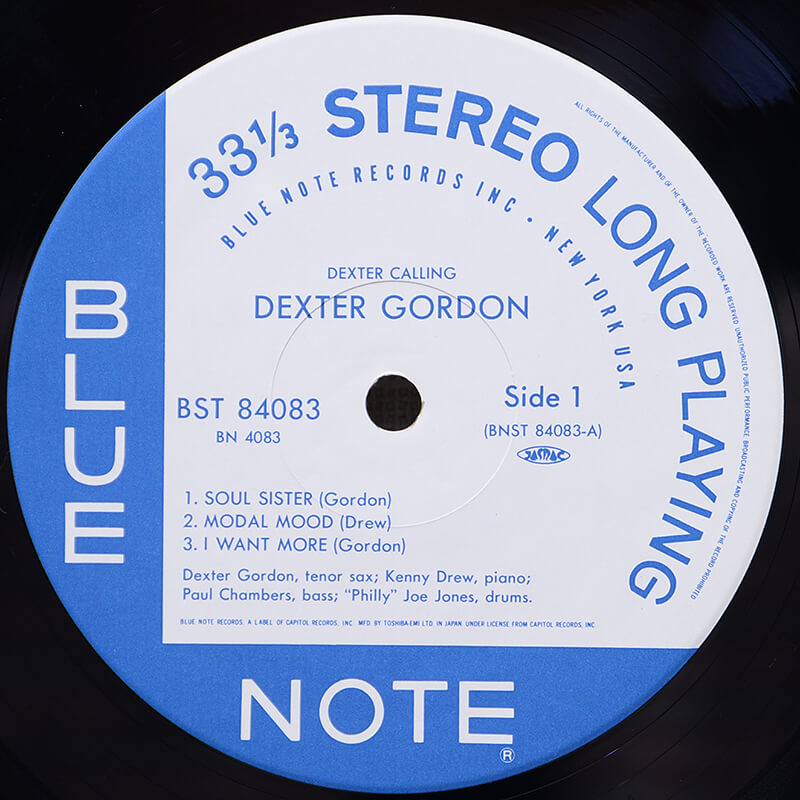 33⅓ STEREO LONG PLAYING
BLUE NOTE RECORDS INC • NEW YORK USA
ALL RIGHTS OF THE MANUFACTURER AND OF THE OWNER OF THE RECORDED WORK ARE RESERVED. UNAUTHORIZED PUBLIC PERFORMANCE BROADCASTING AND COPYING OF THE RECORD PROHIBITED
DEXTER CALLING
DEXTER GORDON
BST 84083
BN 4083
Side 1
(BNST 84083-A)
JASRAC
1. SOUL SISTER (Gordon)
2. MODAL MOOD (Drew)
3. I WANT MORE (Gordon)
Dexter Gordon, tenor sax; Kenny Drew, piano;
Paul Chambers, bass; “Philly” Joe Jones, drums.
BLUE NOTE RECORDS, A LABEL OF CAPITOL RECORDS, INC. MFD. BY TOSHIBA-EMI LTD. IN JAPAN. UNDER LICENSE FROM CAPITOL RECORDS, INC.
BLUE
NOTE®